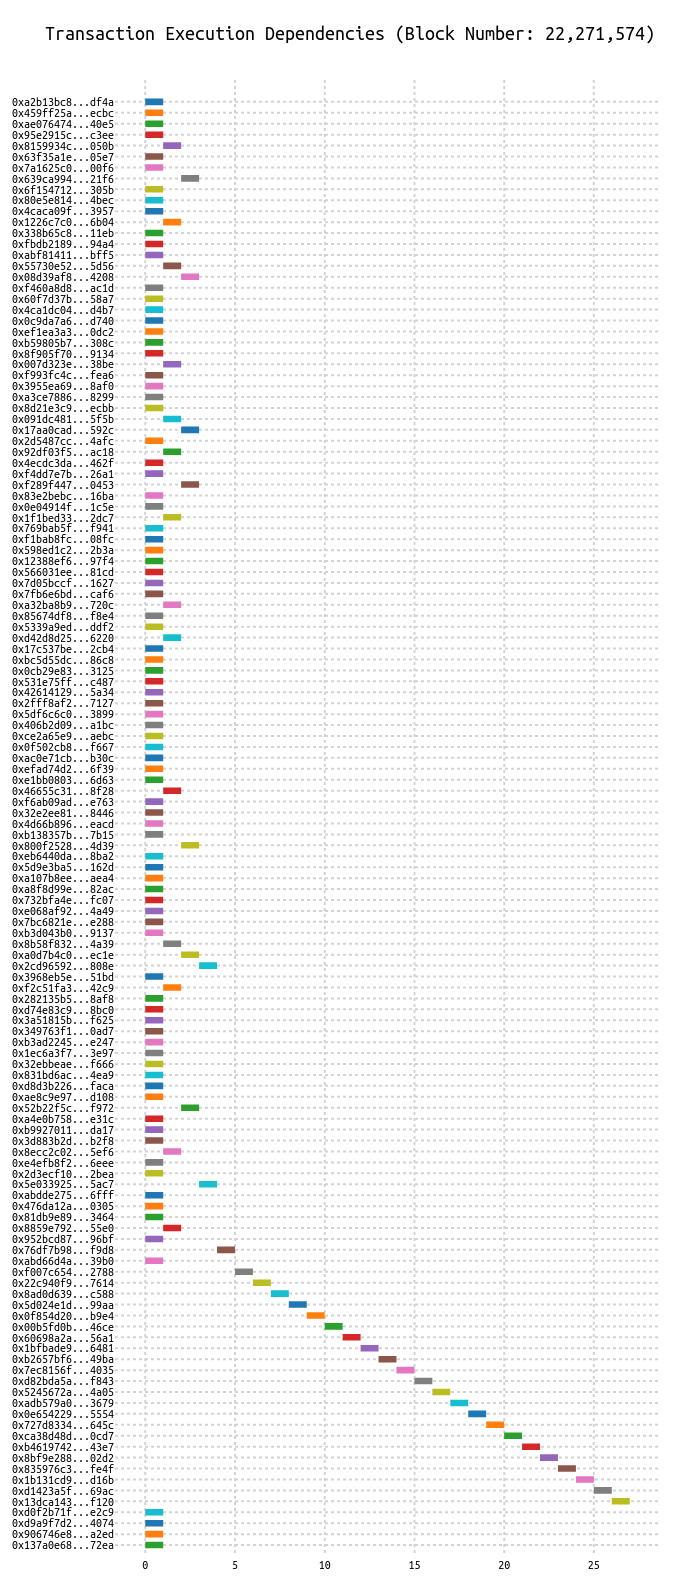 Transaction Execution Dependencies (Block Number: 22,271,574)
0xa2b13bc8...df4a
0x459ff25a...ecbc
0xae076474...40e5
0x95e2915c...c3ee
0x8159934c...050b
0x63f35a1e...05e7
0x7a1625c0...00f6
0x639ca994...21f6
0x6f154712...305b
0x80e5e814...4bec
0x4caca09f...3957
0x1226c7c0...6b04
0x338b65c8...11eb
0xfbdb2189...94a4
0xabf81411...bff5
0x55730e52...5d56
0x08d39af8...4208
0xf460a8d8...ac1d
0x60f7d37b...58a7
0x4ca1dc04...d4b7
0x0c9da7a6...d740
0xef1ea3a3...0dc2
0xb59805b7...308c
0x8f905f70...9134
0x007d323e...38be
0xf993fc4c...fea6
0x3955ea69...8af0
0xa3ce7886...8299
0x8d21e3c9...ecbb
0x091dc481...5f5b
0x17aa0cad...592c
0x2d5487cc...4afc
0x92df03f5...ac18
0x4ecdc3da...462f
0xf4dd7e7b...26a1
0xf289f447...0453
0x83e2bebc...16ba
0x0e04914f...1c5e
0x1f1bed33...2dc7
0x769bab5f...f941
0xf1bab8fc...08fc
0x598ed1c2...2b3a
0x12388ef6...97f4
0x566031ee...81cd
0x7d05bccf...1627
0x7fb6e6bd...caf6
0xa32ba8b9...720c
0x85674df8...f8e4
0x5339a9ed...ddf2
0xd42d8d25...6220
0x17c537be...2cb4
0xbc5d55dc...86c8
0x0cb29e83...3125
0x531e75ff...c487
0x42614129...5a34
0x2fff8af2...7127
0x5df6c6c0...3899
0x406b2d09...a1bc
0xce2a65e9...aebc
0x0f502cb8...f667
0xac0e71cb...b30c
0xefad74d2...6f39
0xe1bb0803...6d63
0x46655c31...8f28
0xf6ab09ad...e763
0x32e2ee81...8446
0x4d66b896...eacd
0xb138357b...7b15
0x800f2528...4d39
0xeb6440da...8ba2
0x5d9e3ba5...162d
0xa107b8ee...aea4
0xa8f8d99e...82ac
0x732bfa4e...fc07
0xe068af92...4a49
0x7bc6821e...e288
0xb3d043b0...9137
0x8b58f832...4a39
0xa0d7b4c0...ec1e
0x2cd96592...808e
0x3968eb5e...51bd
0xf2c51fa3...42c9
0x282135b5...8af8
0xd74e83c9...8bc0
0x3a51815b...f625
0x349763f1...0ad7
0xb3ad2245...e247
0x1ec6a3f7...3e97
0x32ebbeae...f666
0x831bd6ac...4ea9
0xd8d3b226...faca
0xae8c9e97...d108
0x52b22f5c...f972
0xa4e0b758...e31c
0xb9927011...da17
0x3d883b2d...b2f8
0x8ecc2c02...5ef6
0xe4efb8f2...6eee
0x2d3ecf10...2bea
0x5e033925...5ac7
0xabdde275...6fff
0x476da12a...0305
0x81db9e89...3464
0x8859e792...55e0
0x952bcd87...96bf
0x76df7b98...f9d8
0xabd66d4a...39b0
0xf007c654...2788
0x22c940f9...7614
0x8ad0d639...c588
0x5d024e1d...99aa
0x0f854d20...b9e4
0x00b5fd0b...46ce
0x60698a2a...56a1
0x1bfbade9...6481
0xb2657bf6...49ba
0x7ec8156f...4035
0xd82bda5a...f843
0x5245672a...4a05
0xadb579a0...3679
0x0e654229...5554
0x727d8334...645c
0xca38d48d...0cd7
0xb4619742...43e7
0x8bf9e288...02d2
0x835976c3...fe4f
0x1b131cd9...d16b
0xd1423a5f...69ac
0x13dca143...f120
0xd0f2b71f...e2c9
0xd9a9f7d2...4074
0x906746e8...a2ed
0x137a0e68...72ea
0 5 10 15 20 25